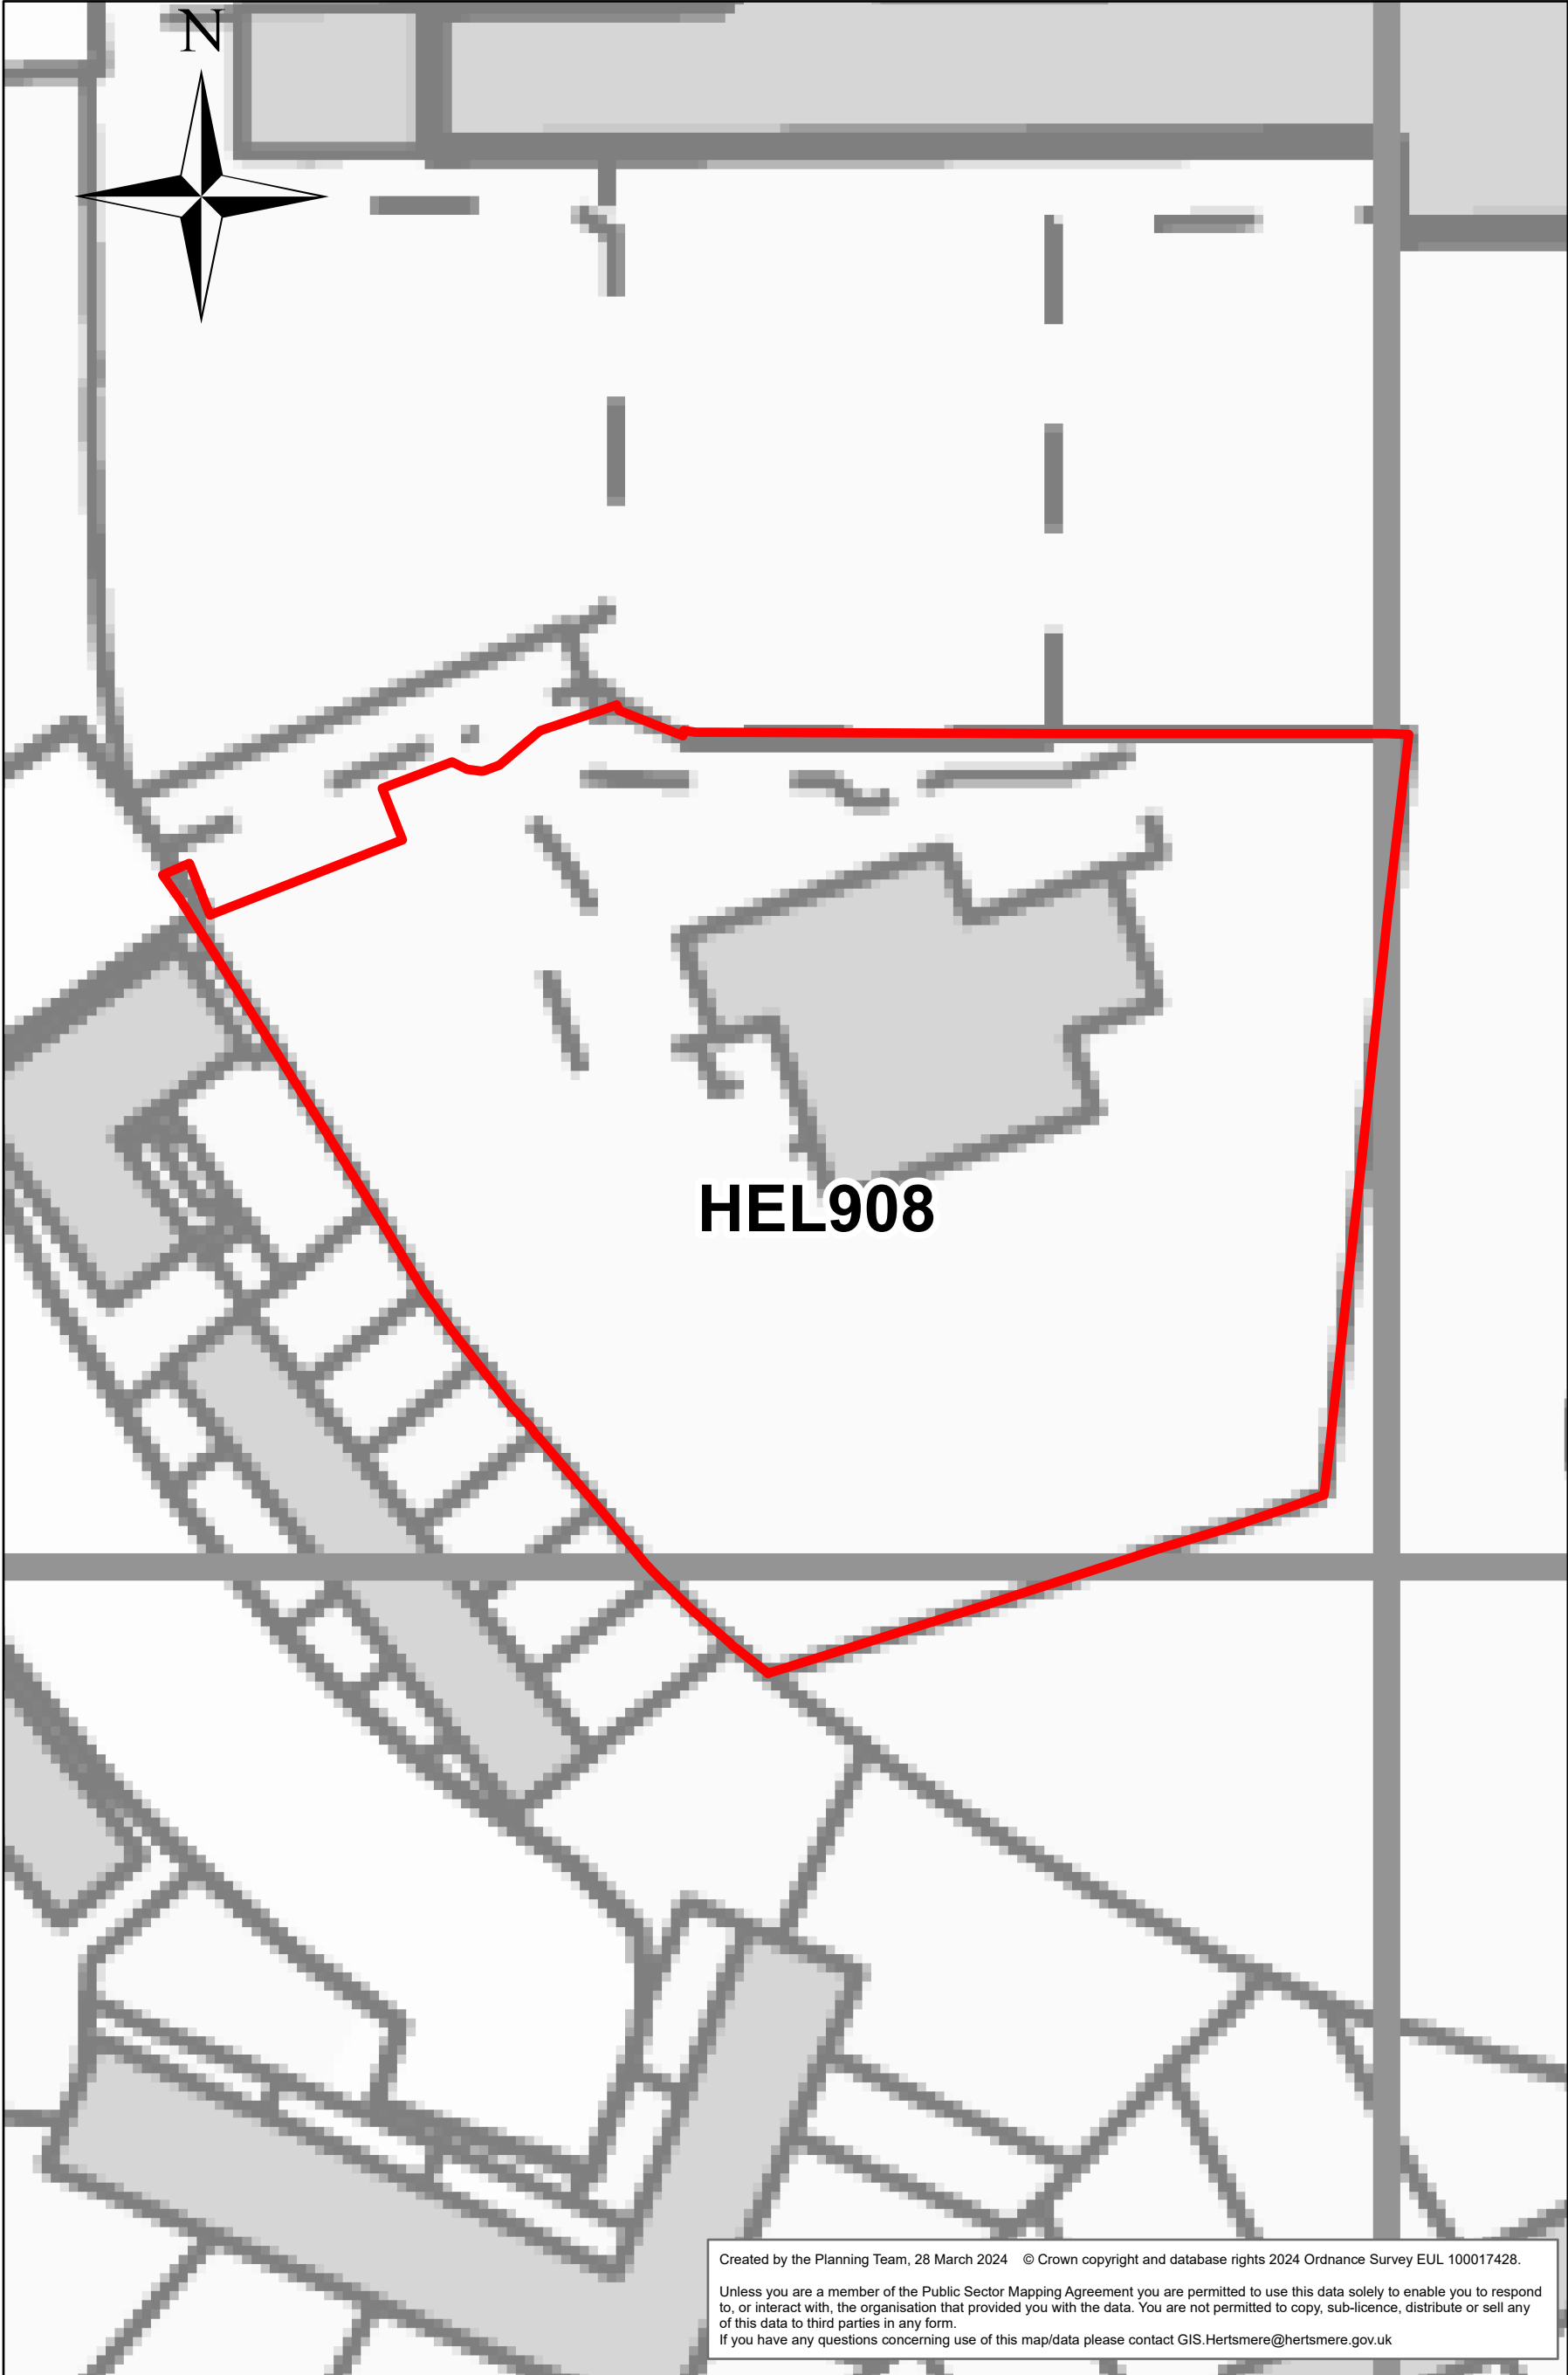 N
HEL908
Created by the Planning Team, 28 March 2024 © Crown copyright and database rights 2024 Ordnance Survey EUL 100017428.
Unless you are a member of the Public Sector Mapping Agreement you are permitted to use this data solely to enable you to respond
to, or interact with, the organisation that provided you with the data. You are not permitted to copy, sub-licence, distribute or sell any
of this data to third parties in any form.
If you have any questions concerning use of this map/data please contact GIS.Hertsmere@hertsmere.gov.uk